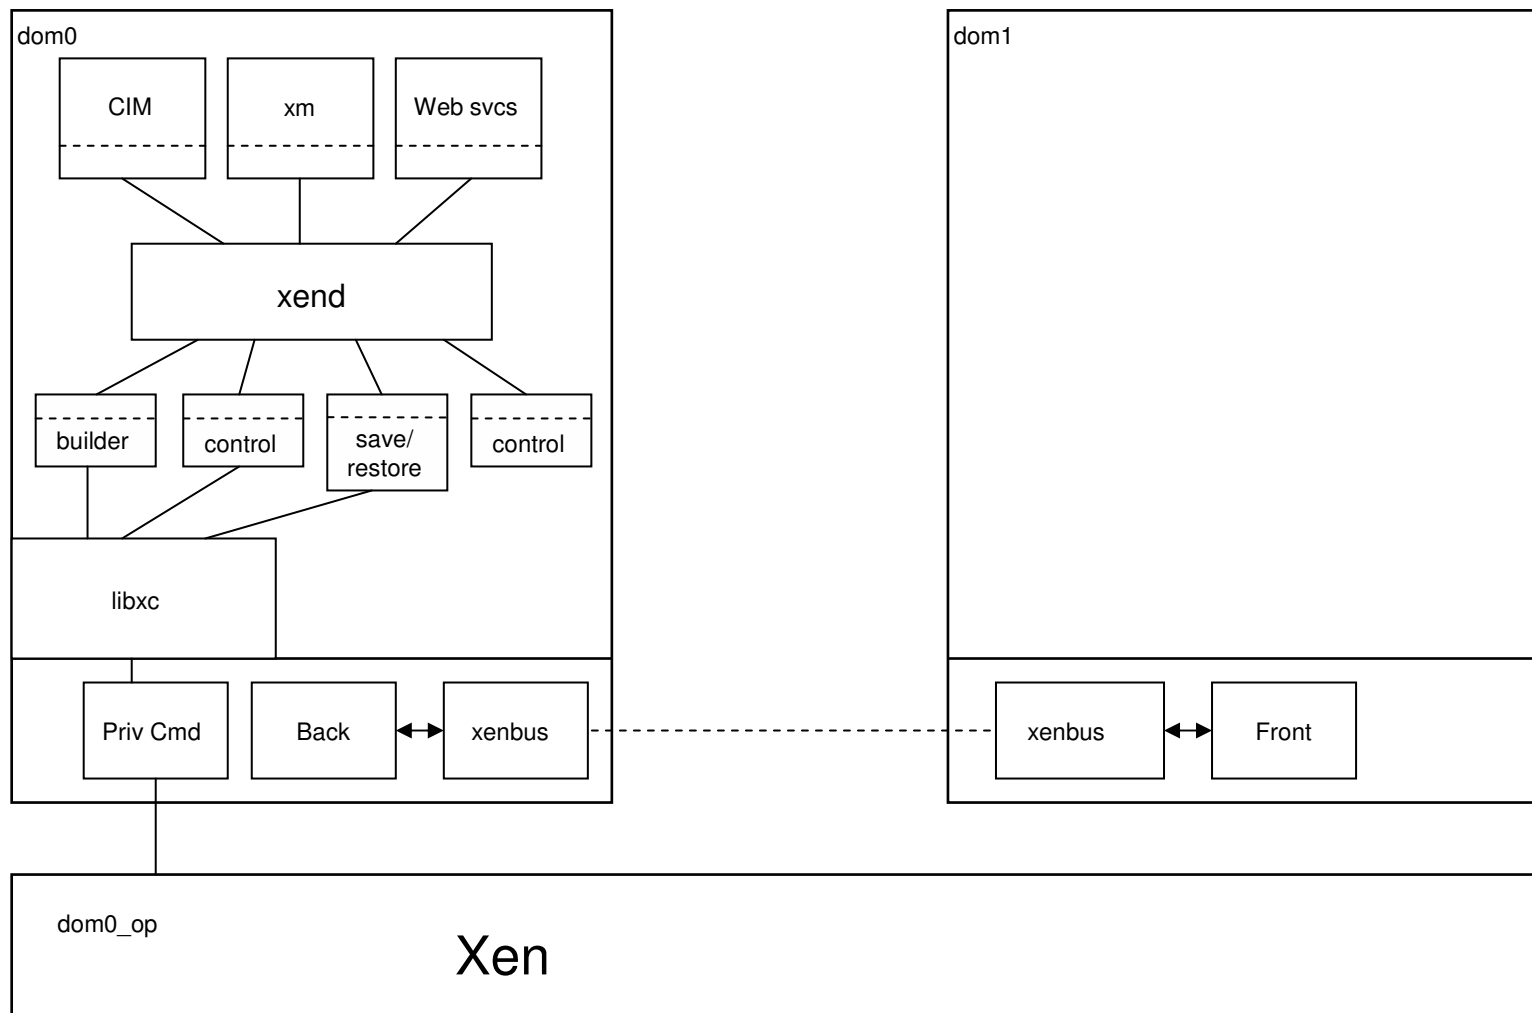 dom0
dom1
CIM
xm
Web svcs
xend
builder
control
save/
restore
control
libxc
Priv Cmd
Back
xenbus
xenbus
Front
dom0_op
Xen